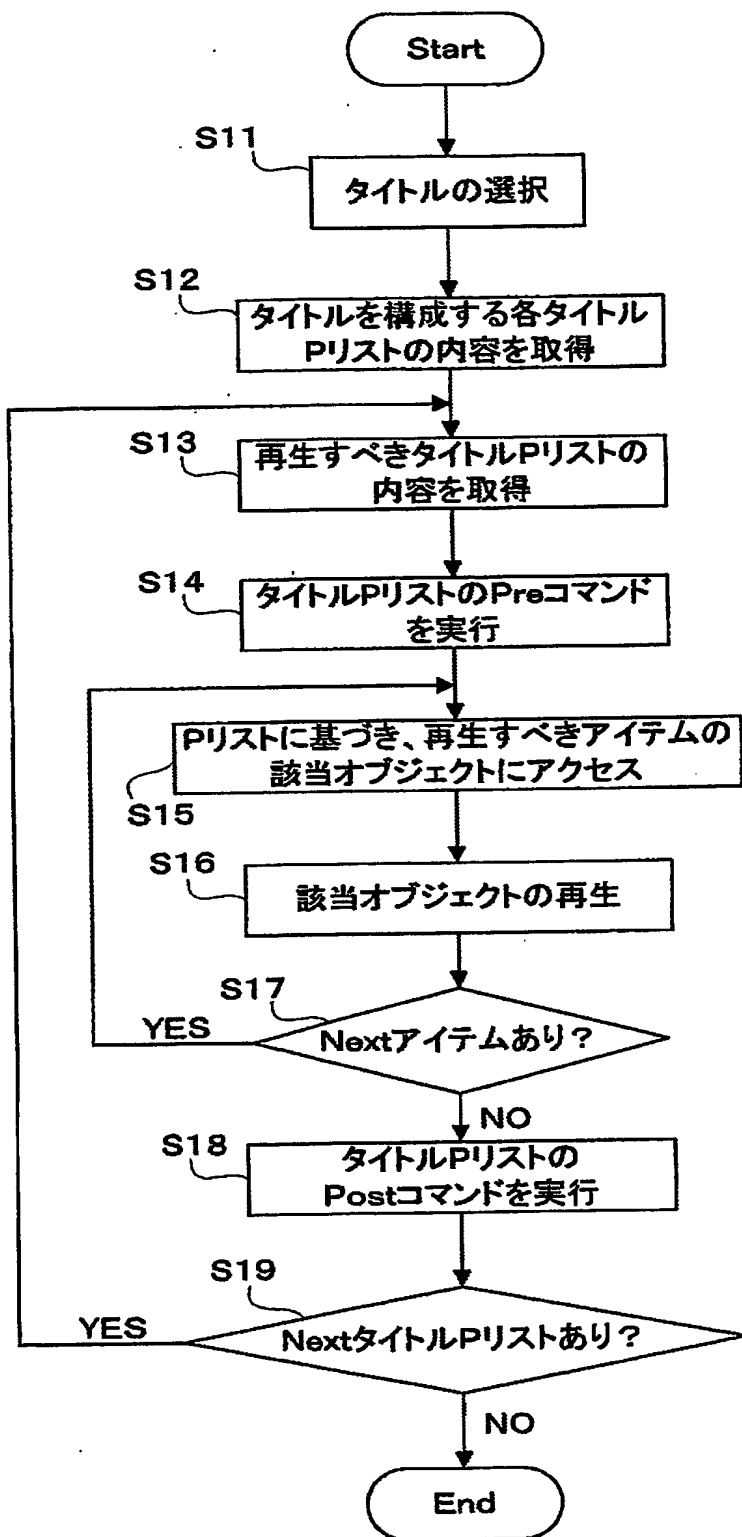 Start
S11
タイトルの選択
S12
タイトルを構成する各タイトル
Pリストの内容を取得
S13
再生すべきタイトルPリストの
内容を取得
S14
タイトルPリストのPreコマンド
を実行
Pリストに基づき、再生すべきアイテムの
該当オブジェクトにアクセス
S15
S16
該当オブジェクトの再生
S17
YES
Nextアイテムあり?
NO
S18
タイトルPリストの
Postコマンドを実行
S19
YES
NextタイトルPリストあり?
NO
End